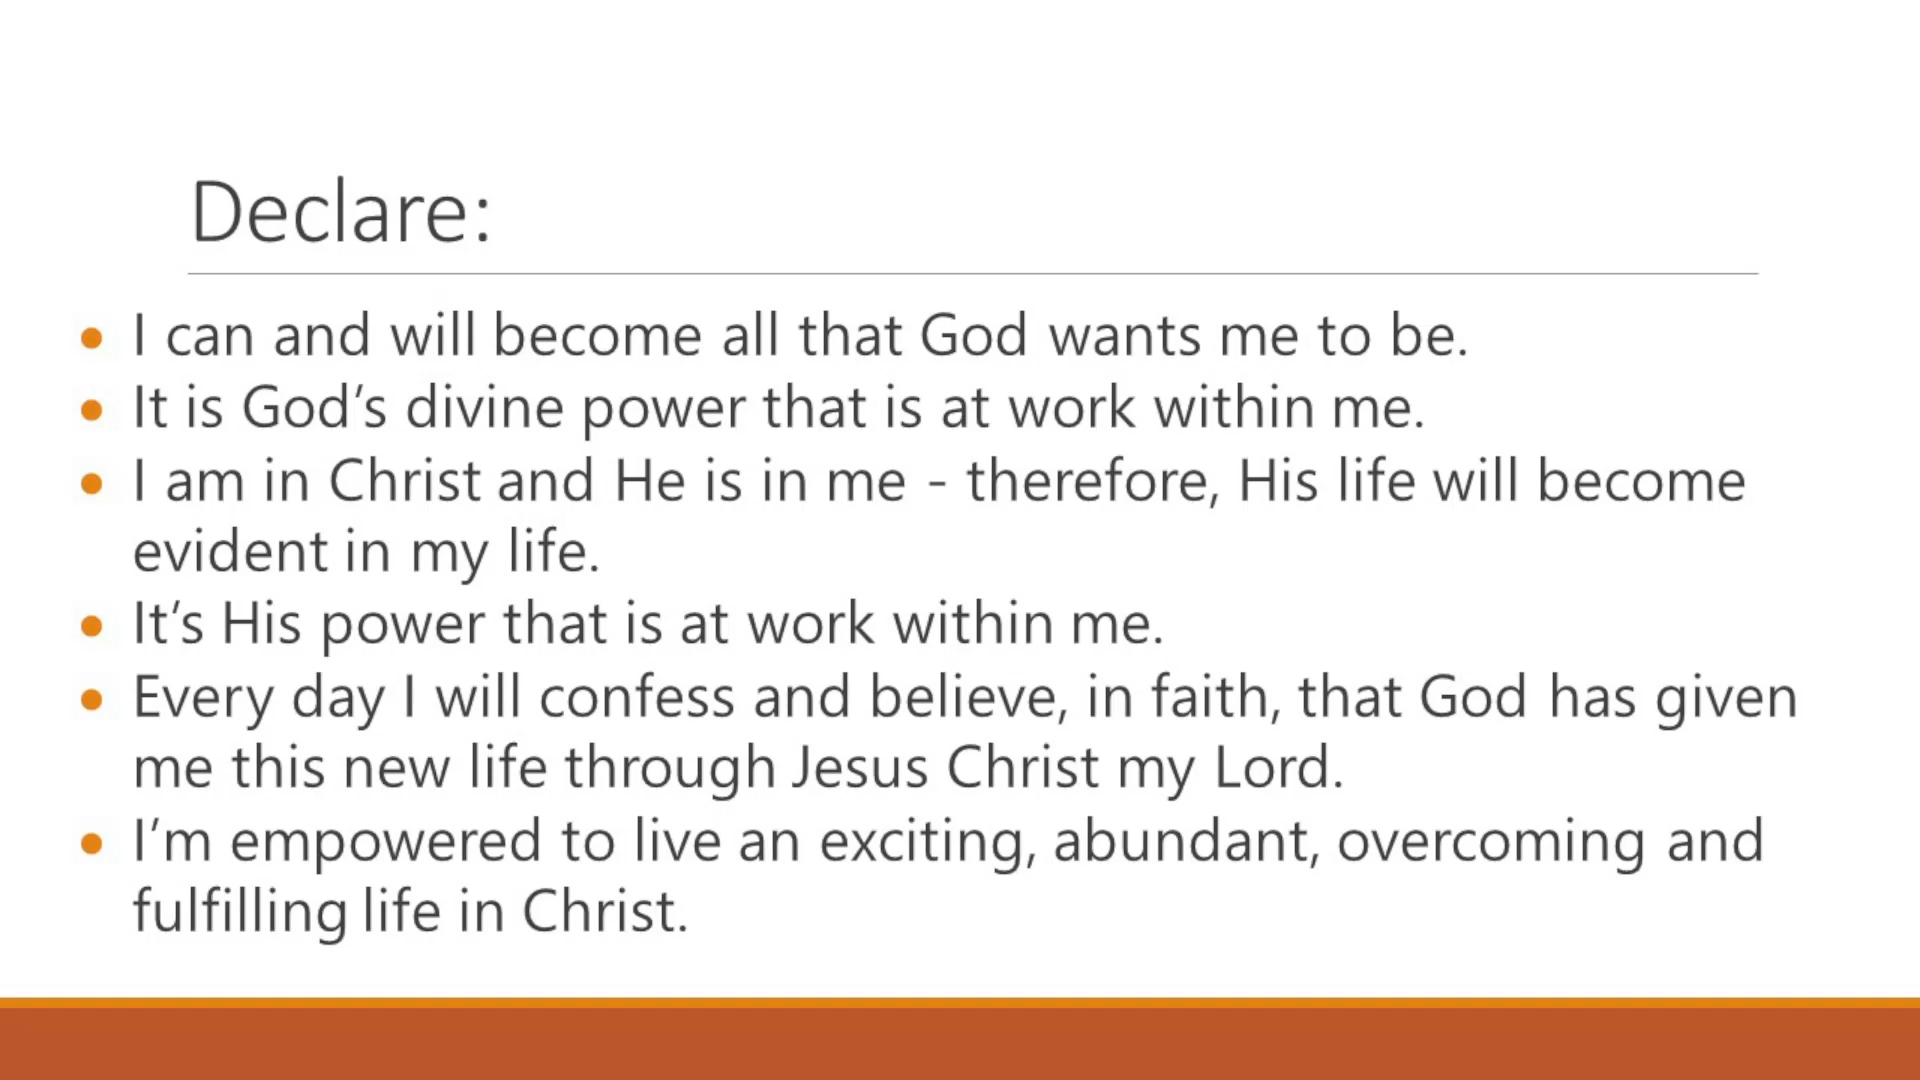 Declare:
• I can and will become all that God wants me to be.
• It is God’s divine power that is at work within me.
• I am in Christ and He is in me - therefore, His life will become
evident in my life.
• It’s His power that is at work within me.
• Every day I will confess and believe, in faith, that God has given
me this new life through Jesus Christ my Lord.
• I’m empowered to live an exciting, abundant, overcoming and
fulfilling life in Christ.